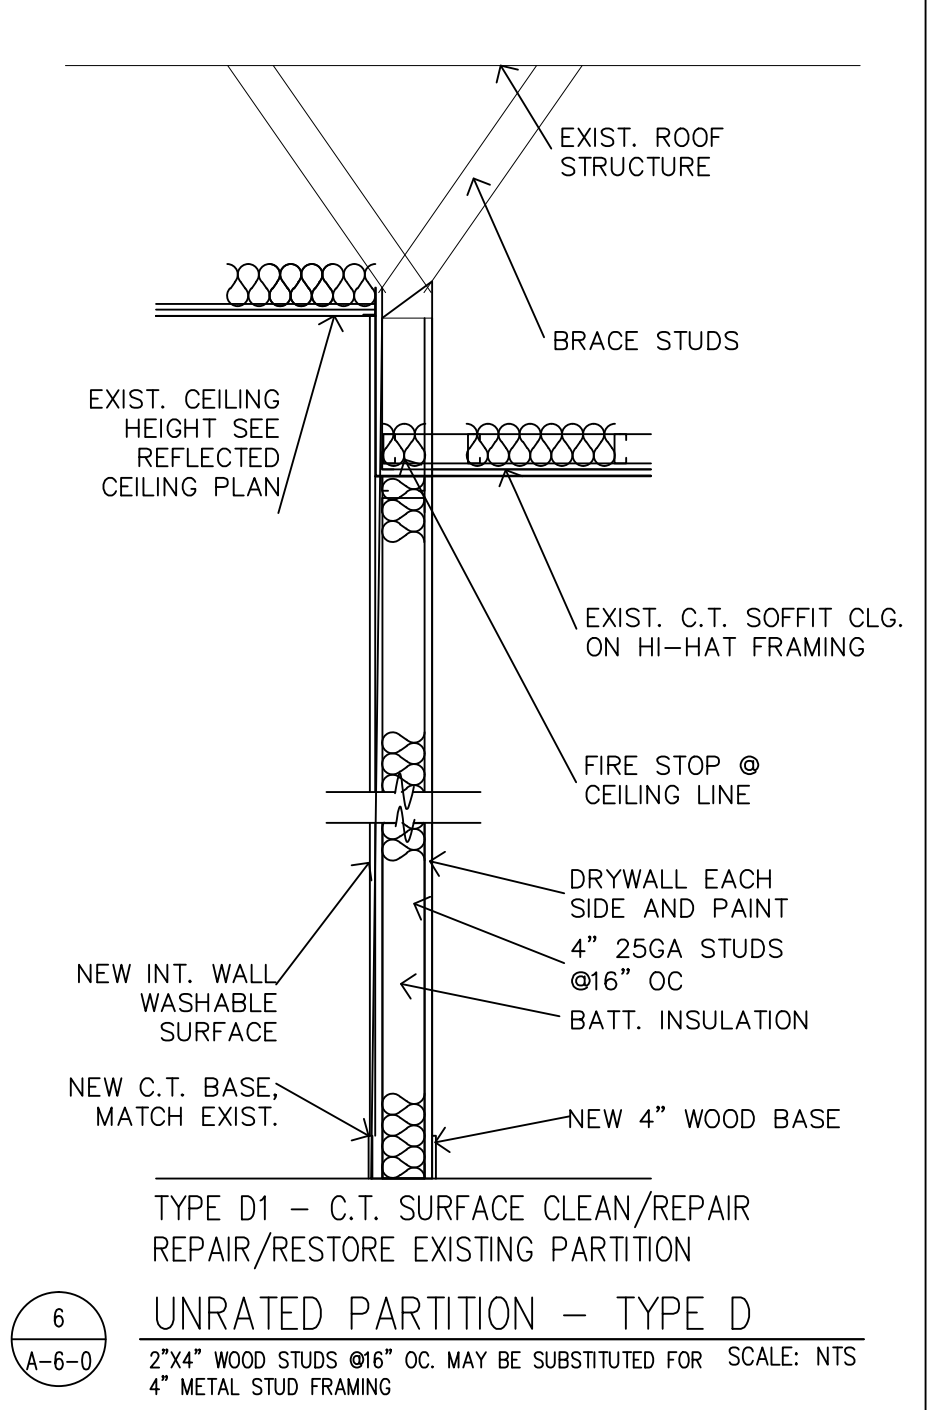 EXIST. ROOF
STRUCTURE
BRACE STUDS
EXIST. CEILING
HEIGHT SEE
REFLECTED
CEILING PLAN
EXIST. C.T. SOFFIT CLG.
ON HI-HAT FRAMING
FIRE STOP @
CEILING LINE
DRYWALL EACH
SIDE AND PAINT
4" 25GA STUDS
@16" OC
NEW INT. WALL
WASHABLE
SURFACE
BATT. INSULATION
NEW C.T. BASE,
MATCH EXIST.
NEW 4" WOOD BASE
TYPE D1 - C.T. SURFACE CLEAN/REPAIR
REPAIR/RESTORE EXISTING PARTITION
6
A-6-0
UNRATED PARTITION - TYPE D
2"X4" WOOD STUDS @16" OC. MAY BE SUBSTITUTED FOR
4" METAL STUD FRAMING
SCALE: NTS